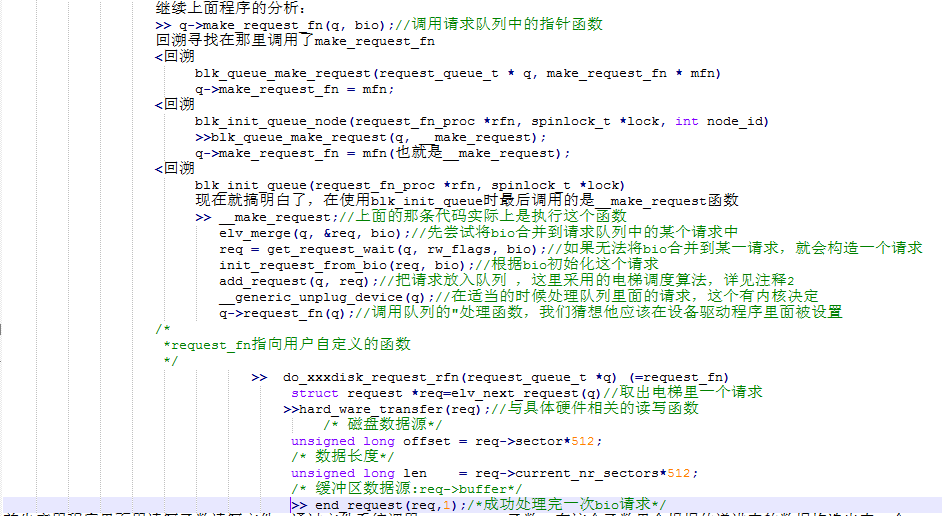 继续上面程序的分析:
>> q->make_request_fn(q, bio);//调用请求队列中的指针函数
回溯寻找在那里调用了make_request_fn
<回溯
blk_queue_make_request(request_queue_t * q, make_request_fn * mfn)
q->make_request_fn = mfn;
<回溯
blk_init_queue_node(request_fn_proc *rfn, spinlock_t *lock, int node_id)
>>blk_queue_make_request(q, __make_request);
q->make_request_fn = mfn(也就是__make_request);
<回溯
blk_init_queue(request_fn_proc *rfn, spinlock_t *lock)
现在就搞明白了，在使用blk_init_queue时最后调用的是__make_request函数
>> __make_request;//上面的那条代码实际上是执行这个函数
elv_merge(q, &req, bio);//先尝试将bio合并到请求队列中的某个请求中
req = get_request_wait(q, rw_flags, bio);//如果无法将bio合并到某一请求，就会构造一个请求
init_request_from_bio(req, bio);//根据bio初始化这个请求
add_request(q, req);//把请求放入队列 ，这里采用的电梯调度算法，详见注释2
__generic_unplug_device(q);//在适当的时候处理队列里面的请求，这个有内核决定
q->request_fn(q);//调用队列的"处理函数，我们猜想他应该在设备驱动程序里面被设置
/*
*request_fn指向用户自定义的函数
*/
>> do_xxxdisk_request_rfn(request_queue_t *q) (=request_fn)
struct request *req=elv_next_request(q)//取出电梯里一个请求
>>hard_ware_transfer(req);//与具体硬件相关的读写函数
/* 磁盘数据源*/
unsigned long offset = req->sector*512;
/* 数据长度*/
unsigned long len = req->current_nr_sectors*512;
/* 缓冲区数据源:req->buffer*/
>> end_request(req,1);/*成功处理完一次bio请求*/